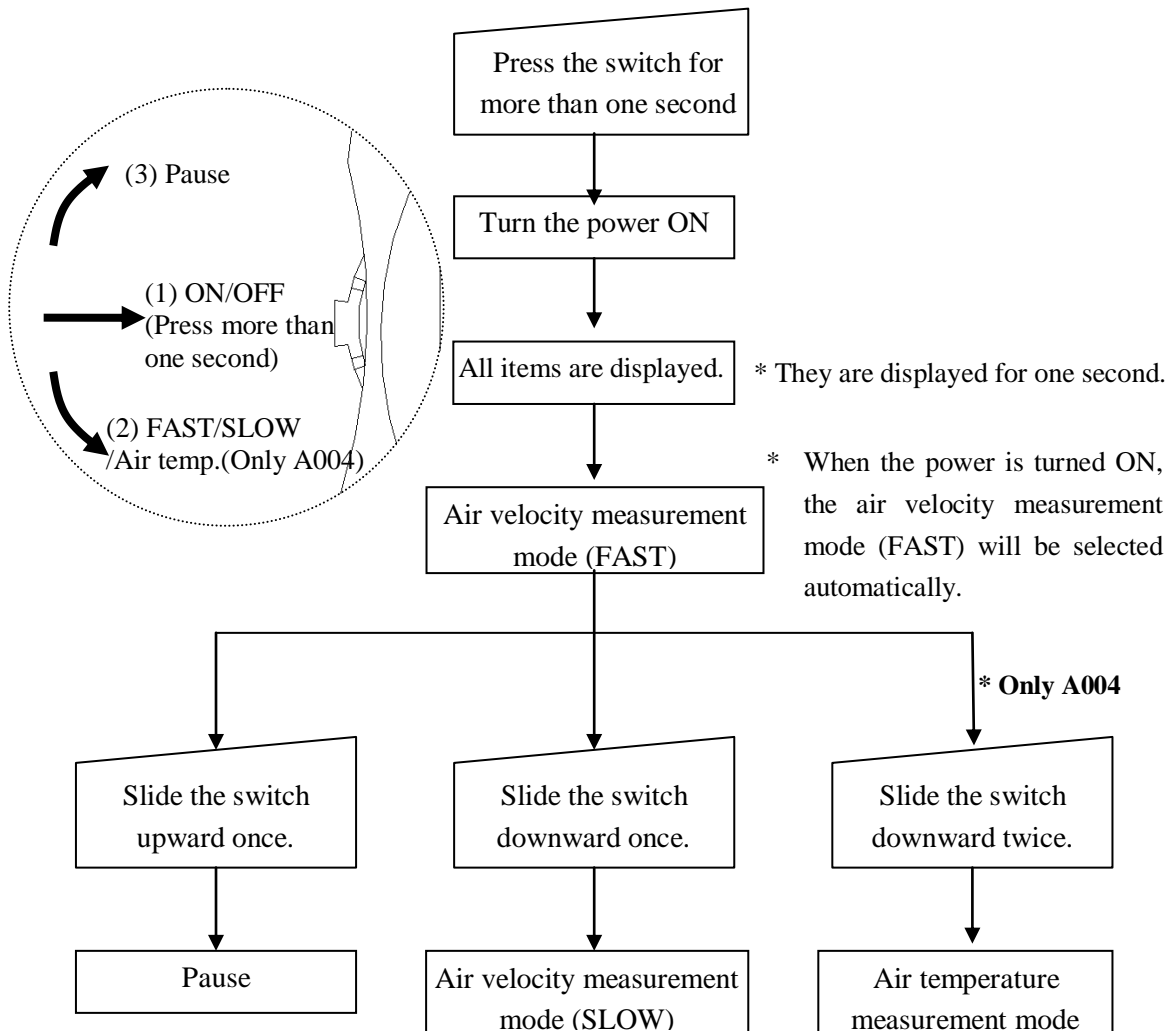 Press the switch for
more than one second
(3) Pause
Turn the power ON
(1) ON/OFF
(Press more than
one second)
All items are displayed.
* They are displayed for one second.
(2) FAST/SLOW
/Air temp.(Only A004)
* When the power is turned ON,
the air velocity measurement
mode (FAST) will be selected
automatically.
Air velocity measurement
mode (FAST)
* Only A004
Slide the switch
upward once.
Slide the switch
downward once.
Slide the switch
downward twice.
Pause
Air velocity measurement
mode (SLOW)
Air temperature
measurement mode